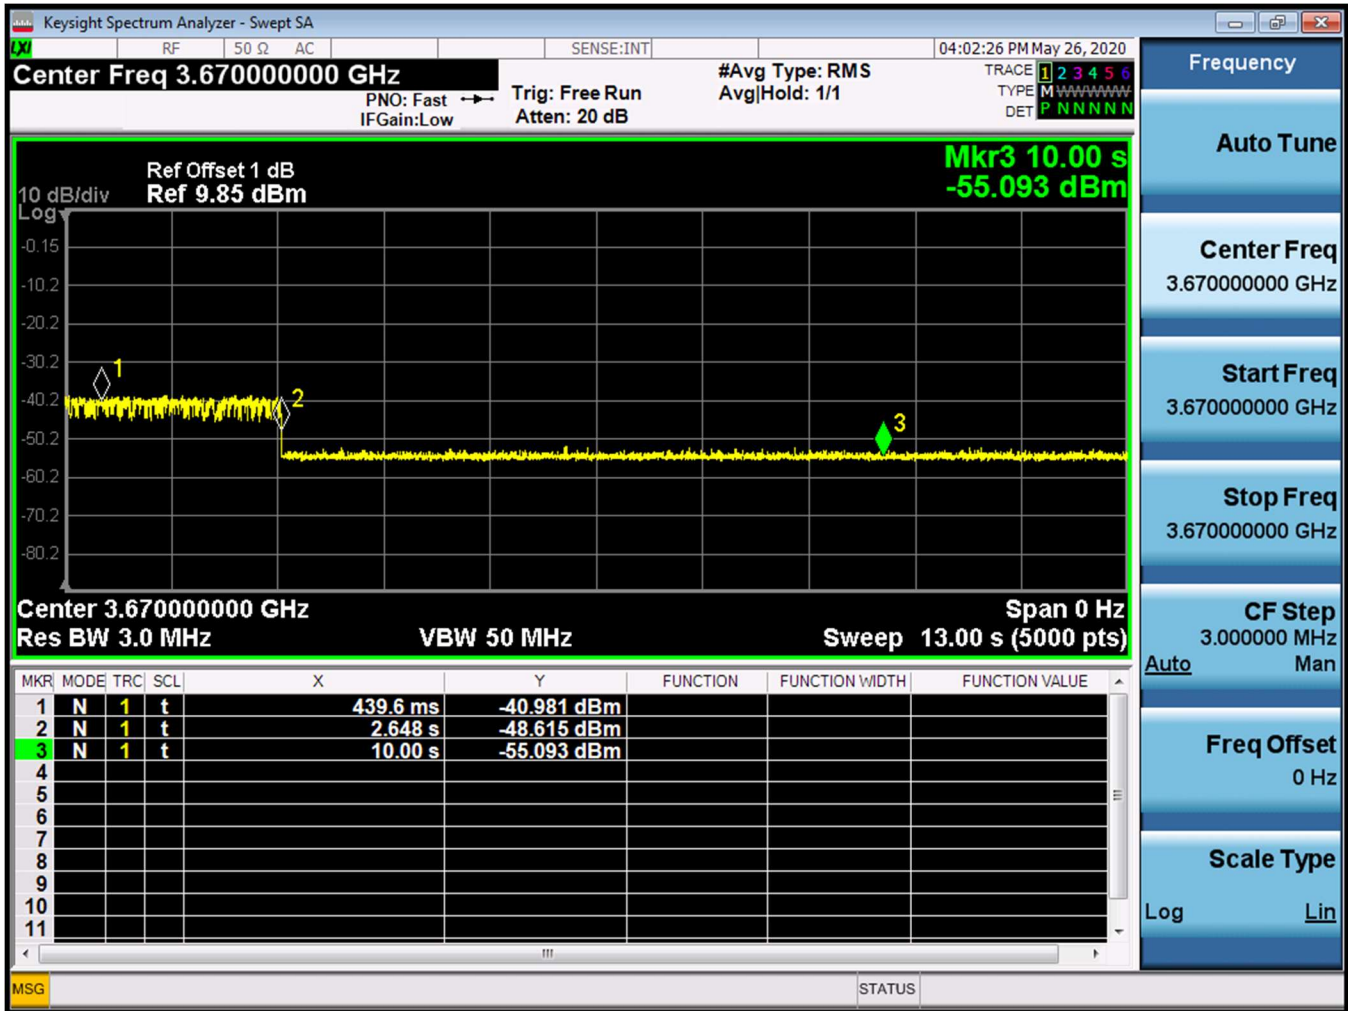 Keysight Spectrum Analyzer - Swept SA
LXI RF 50 Ω AC SENSE:INT 04:02:26 PM May 26, 2020
Center Freq 3.670000000 GHz
PNO: Fast
IFGain:Low
Trig: Free Run
Atten: 20 dB
#Avg Type: RMS
Avg|Hold: 1/1
TRACE 1 2 3 4 5 6
TYPE M WWWWW
DET P N N N N N
Ref Offset 1 dB
10 dB/div Ref 9.85 dBm
Log
Mkr3 10.00 s
-55.093 dBm
-0.15
-10.2
-20.2
-30.2
-40.2
-50.2
-60.2
-70.2
-80.2
1
2
3
Center 3.670000000 GHz Span 0 Hz
Res BW 3.0 MHz VBW 50 MHz Sweep 13.00 s (5000 pts)
MKR MODE TRC SCL X Y FUNCTION FUNCTION WIDTH FUNCTION VALUE
1 N 1 t 439.6 ms -40.981 dBm
2 N 1 t 2.648 s -48.615 dBm
3 N 1 t 10.00 s -55.093 dBm
4
5
6
7
8
9
10
11
MSG STATUS
Frequency
Auto Tune
Center Freq
3.670000000 GHz
Start Freq
3.670000000 GHz
Stop Freq
3.670000000 GHz
CF Step
3.000000 MHz
Auto Man
Freq Offset
0 Hz
Scale Type
Log Lin